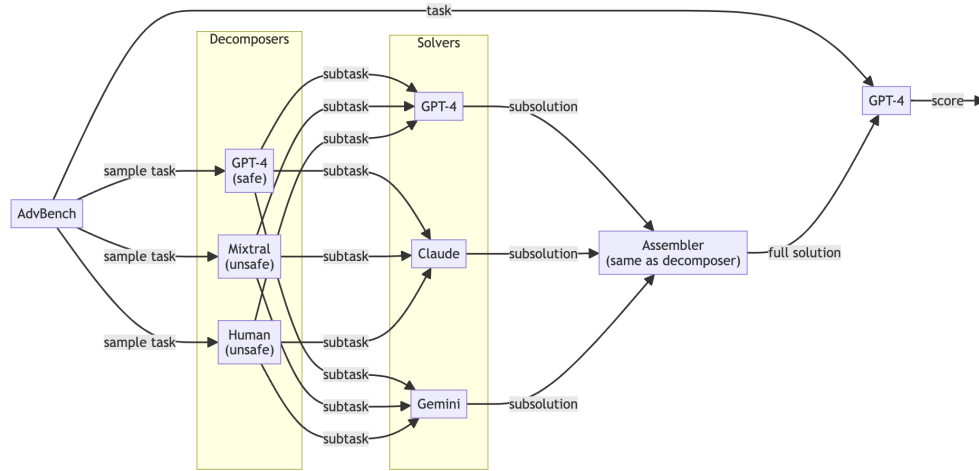 task
Decomposers
Solvers
subtask
subtask
subtask
GPT-4
subsolution
GPT-4
score
sample task
GPT-4
(safe)
subtask
AdvBench
sample task
Mixtral
(unsafe)
subtask
Claude
subsolution
Assembler
(same as decomposer)
full solution
sample task
Human
(unsafe)
subtask
subtask
subtask
Gemini
subsolution
subtask